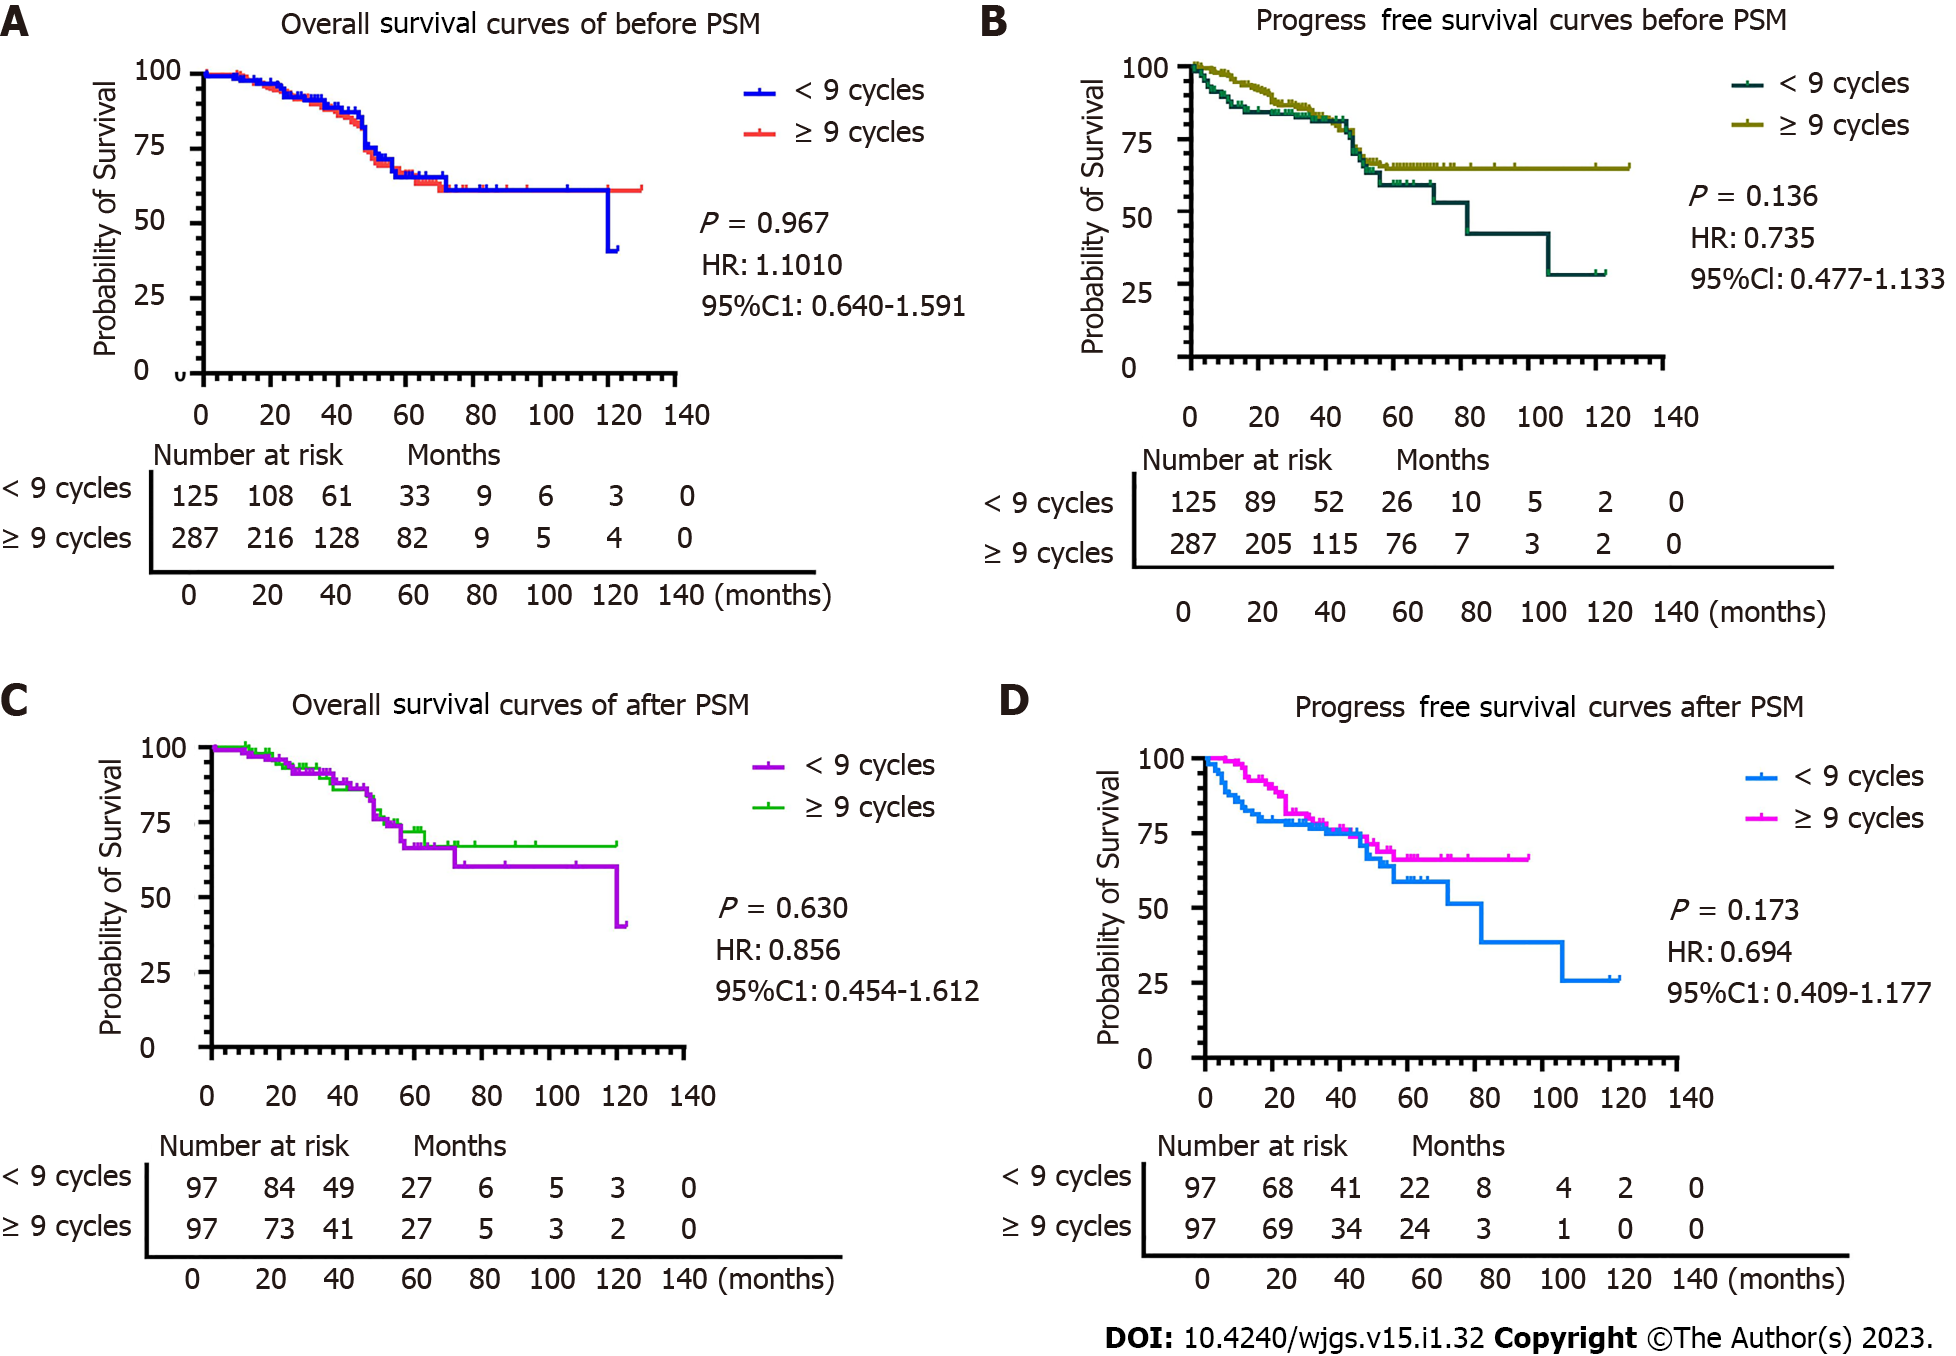 A
Overall survival curves of before PSM
Probability of Survival
100
75
50
25
0
< 9 cycles
≥ 9 cycles
P = 0.967
HR: 1.1010
95%C1: 0.640-1.591
0 20 40 60 80 100 120 140
Number at risk Months
< 9 cycles 125 108 61 33 9 6 3 0
≥ 9 cycles 287 216 128 82 9 5 4 0
0 20 40 60 80 100 120 140 (months)
B
Progress free survival curves before PSM
Probability of Survival
100
75
50
25
0
< 9 cycles
≥ 9 cycles
P = 0.136
HR: 0.735
95%Cl: 0.477-1.133
0 20 40 60 80 100 120 140
Number at risk Months
< 9 cycles 125 89 52 26 10 5 2 0
≥ 9 cycles 287 205 115 76 7 3 2 0
0 20 40 60 80 100 120 140 (months)
C
Overall survival curves of after PSM
Probability of Survival
100
75
50
25
0
< 9 cycles
≥ 9 cycles
P = 0.630
HR: 0.856
95%C1: 0.454-1.612
0 20 40 60 80 100 120 140
Number at risk Months
< 9 cycles 97 84 49 27 6 5 3 0
≥ 9 cycles 97 73 41 27 5 3 2 0
0 20 40 60 80 100 120 140 (months)
D
Progress free survival curves after PSM
Probability of Survival
100
75
50
25
0
< 9 cycles
≥ 9 cycles
P = 0.173
HR: 0.694
95%C1: 0.409-1.177
0 20 40 60 80 100 120 140
Number at risk Months
< 9 cycles 97 68 41 22 8 4 2 0
≥ 9 cycles 97 69 34 24 3 1 0 0
0 20 40 60 80 100 120 140 (months)
DOI: 10.4240/wjgs.v15.i1.32 Copyright ©The Author(s) 2023.